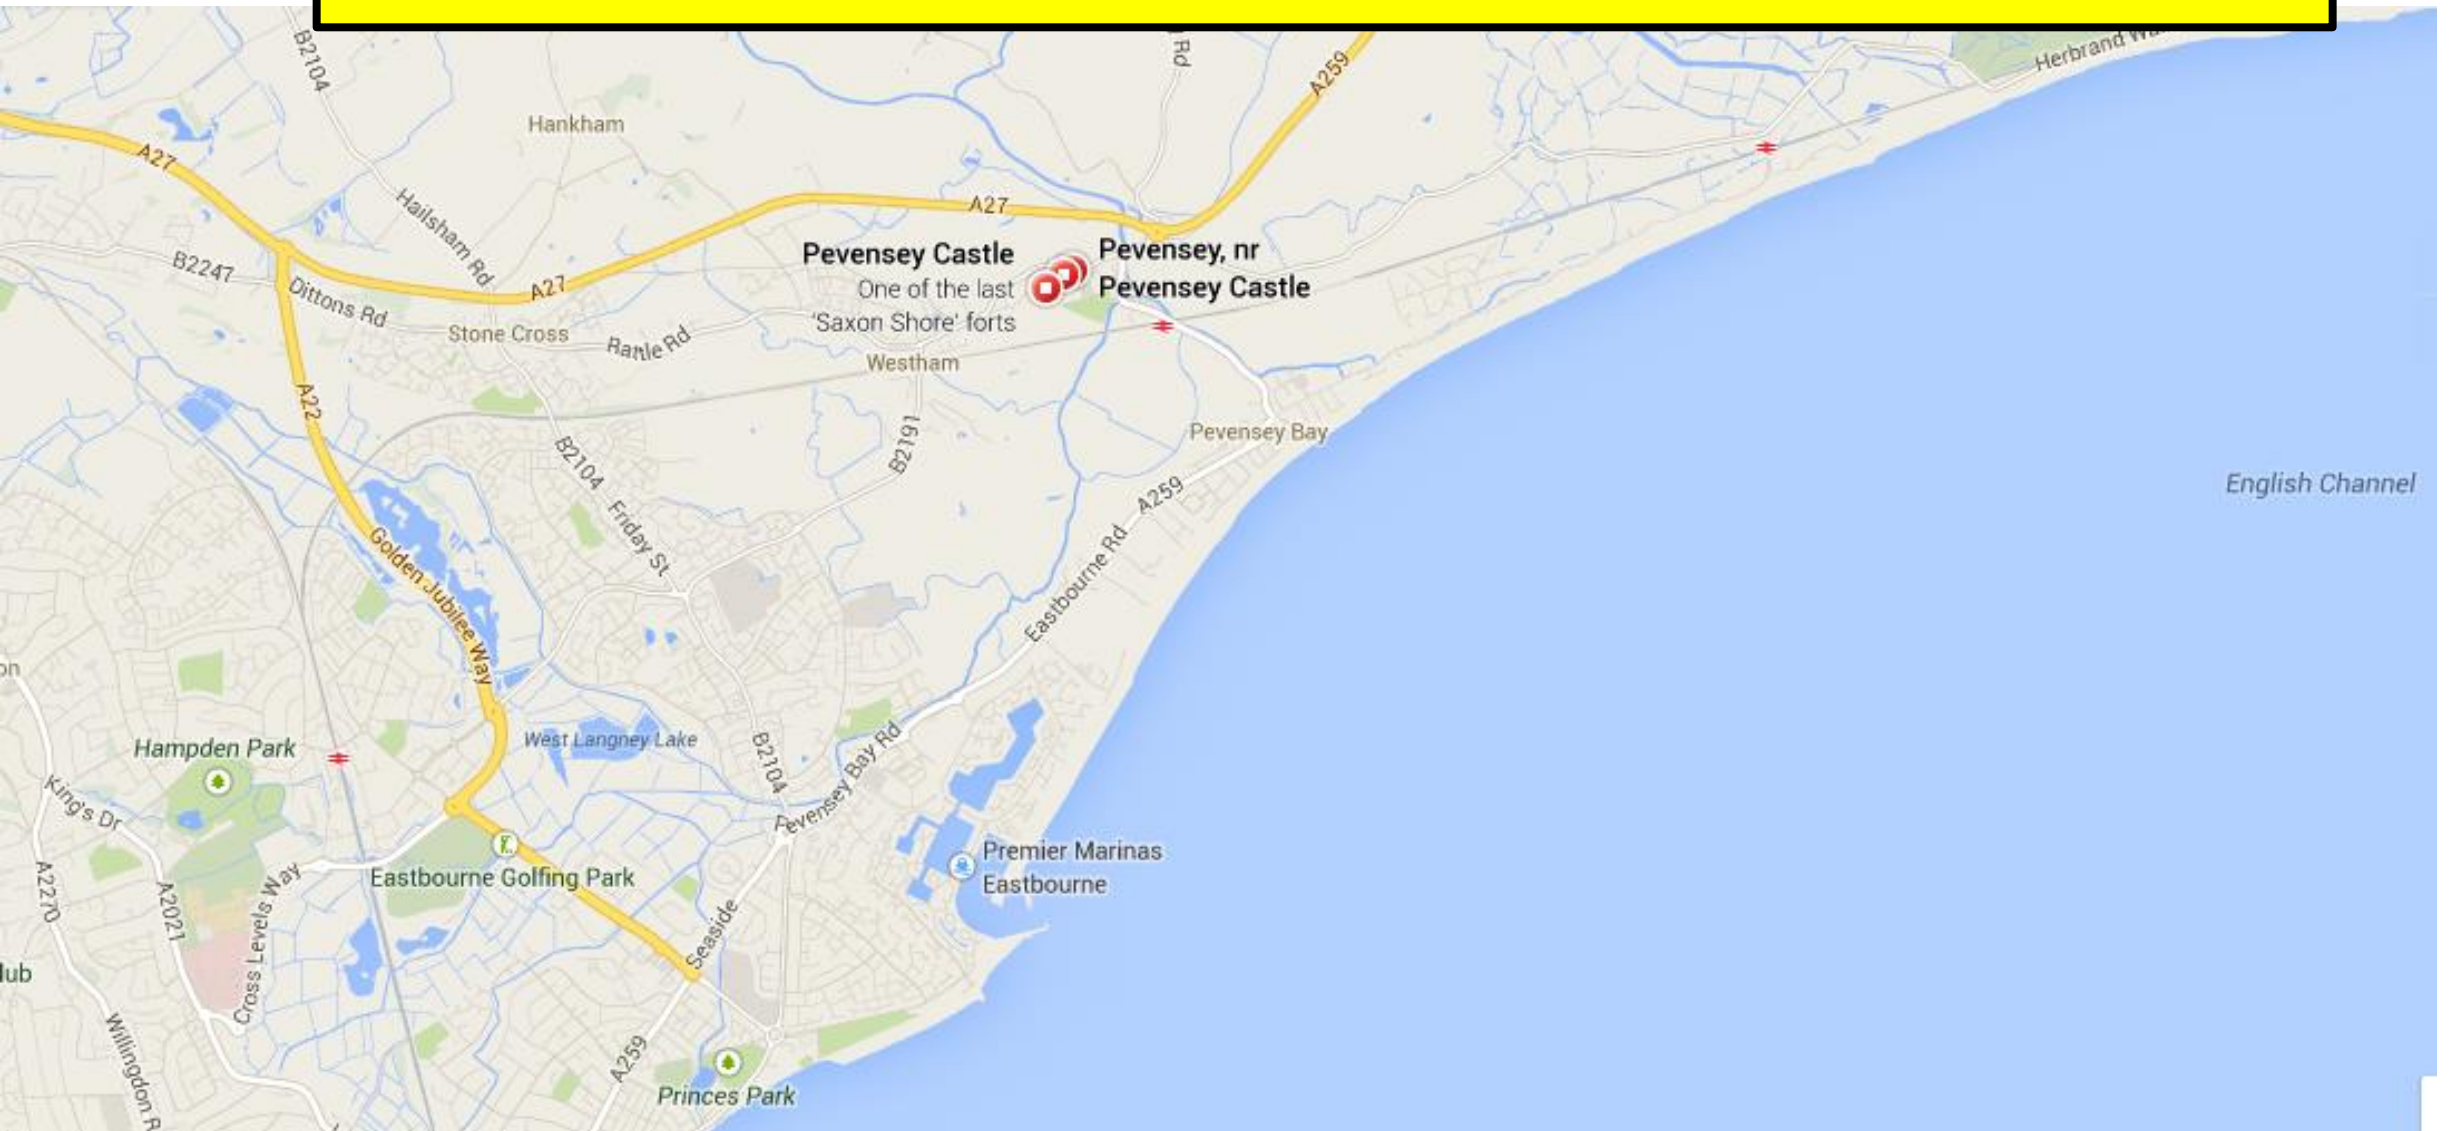 B2104
Rd
A259
Herbrand
Hankham
A27
Hailsham Rd
A27
B2247
Pevensey Castle
One of the last
'Saxon Shore' forts
Pevensey, nr
Pevensey Castle
Dittons Rd
A27
Stone Cross
Rattle Rd
Westham
A22
B2191
Pevensey Bay
B2104
Friday St
English Channel
A259
Eastbourne Rd
Golden Jubilee Way
on
Hampden Park
West Langney Lake
B2104
Pevensey Bay Rd
King's Dr
Premier Marinas
Eastbourne
A2270
A2021
Cross Levels Way
Eastbourne Golfing Park
Seaside
lub
Willingdon R
A259
Princes Park